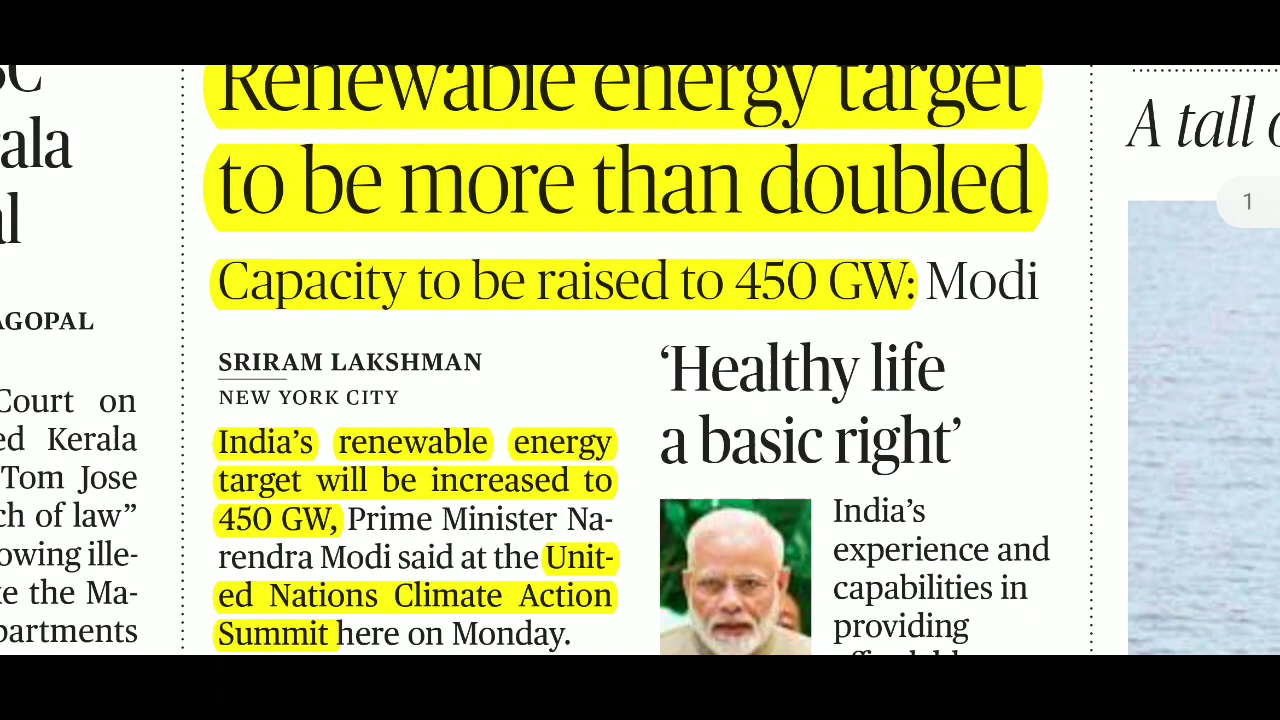 SC
ala
al
AGOPAL
Court on
ed Kerala
Tom Jose
ch of law”
owing ille-
ke the Ma-
partments
Renewable energy target
to be more than doubled
Capacity to be raised to 450 GW: Modi
SRIRAM LAKSHMAN
NEW YORK CITY
India’s renewable energy
target will be increased to
450 GW, Prime Minister Na-
rendra Modi said at the Unit-
ed Nations Climate Action
Summit here on Monday.
‘Healthy life
a basic right’
India’s
experience and
capabilities in
providing
A tall
1